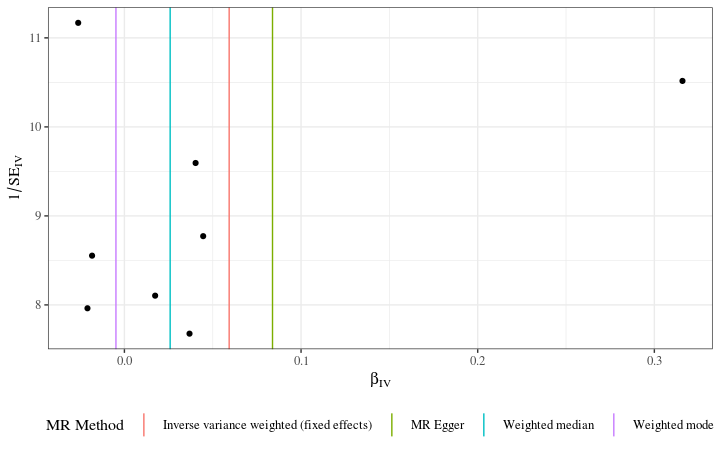 11
10
9
8
1/SE_IV
0.0 0.1 0.2 0.3
β_IV
MR Method Inverse variance weighted (fixed effects) MR Egger Weighted median Weighted mode